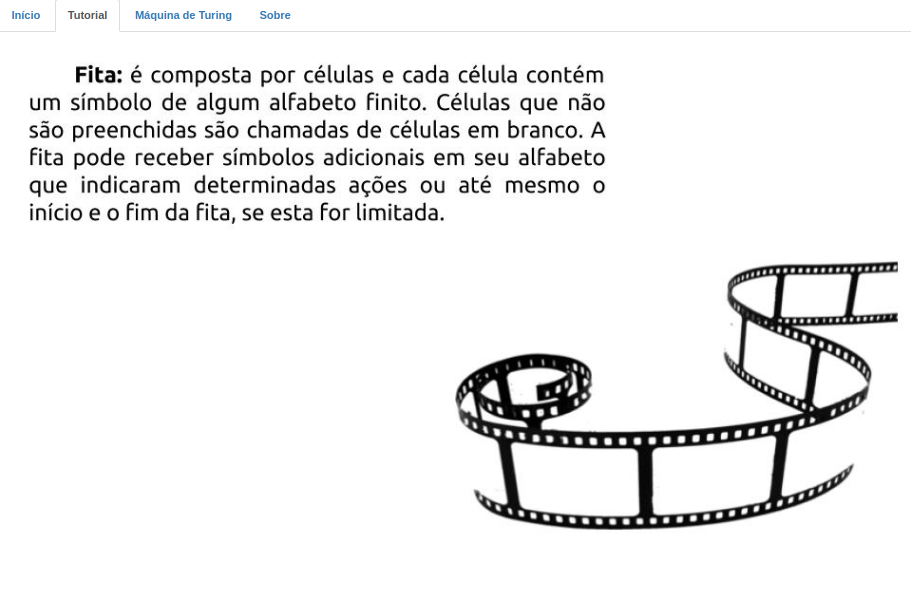 Início Tutorial Máquina de Turing Sobre
Fita: é composta por células e cada célula contém
um símbolo de algum alfabeto finito. Células que não
são preenchidas são chamadas de células em branco. A
fita pode receber símbolos adicionais em seu alfabeto
que indicaram determinadas ações ou até mesmo o
início e o fim da fita, se esta for limitada.